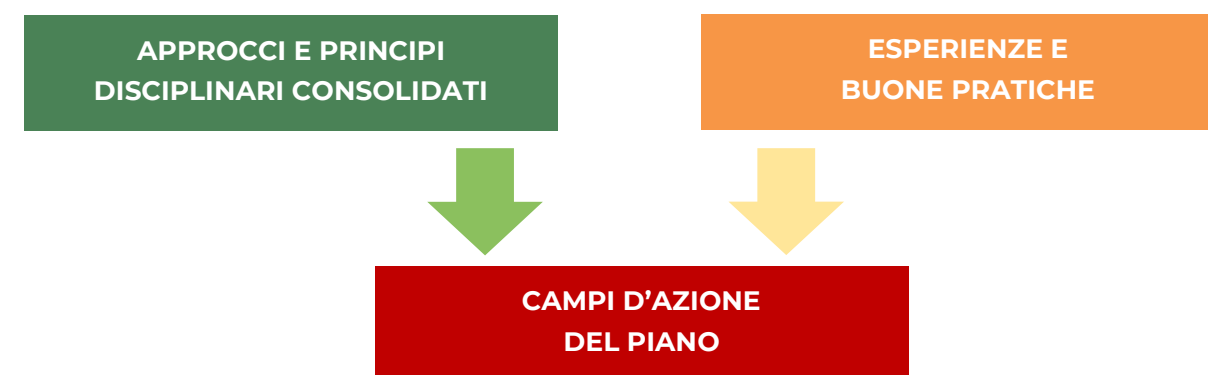 APPROCCI E PRINCIPI
DISCIPLINARI CONSOLIDATI
ESPERIENZE E
BUONE PRATICHE
CAMPI D’AZIONE
DEL PIANO